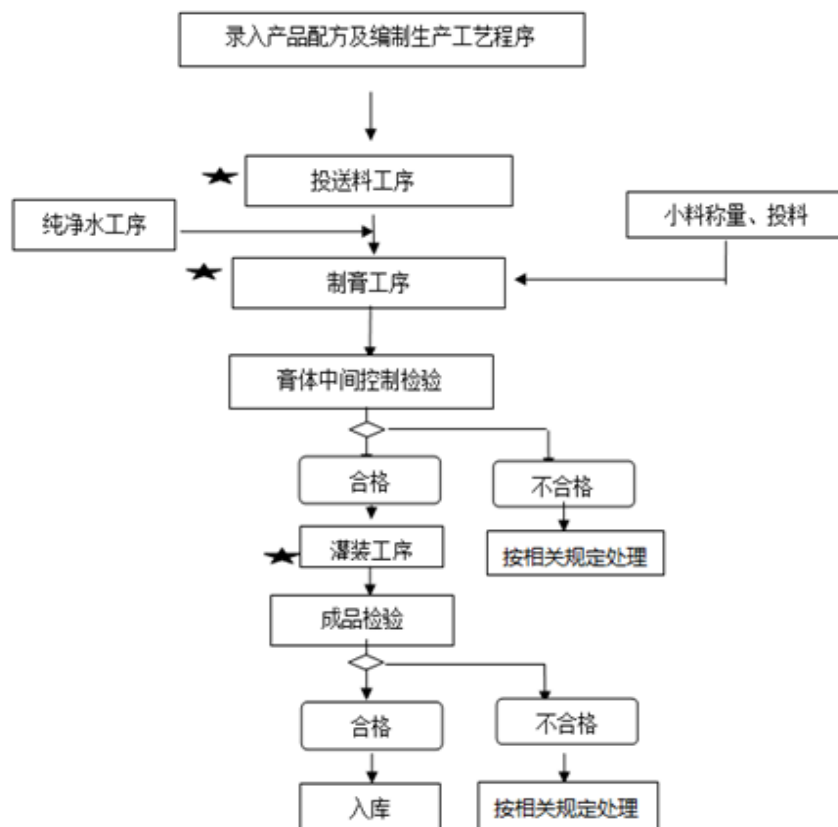 录入产品配方及编制生产工艺程序
投送料工序
纯净水工序
小料称量、投料
制膏工序
膏体中间控制检验
合格
不合格
灌装工序
按相关规定处理
成品检验
合格
不合格
入库
按相关规定处理